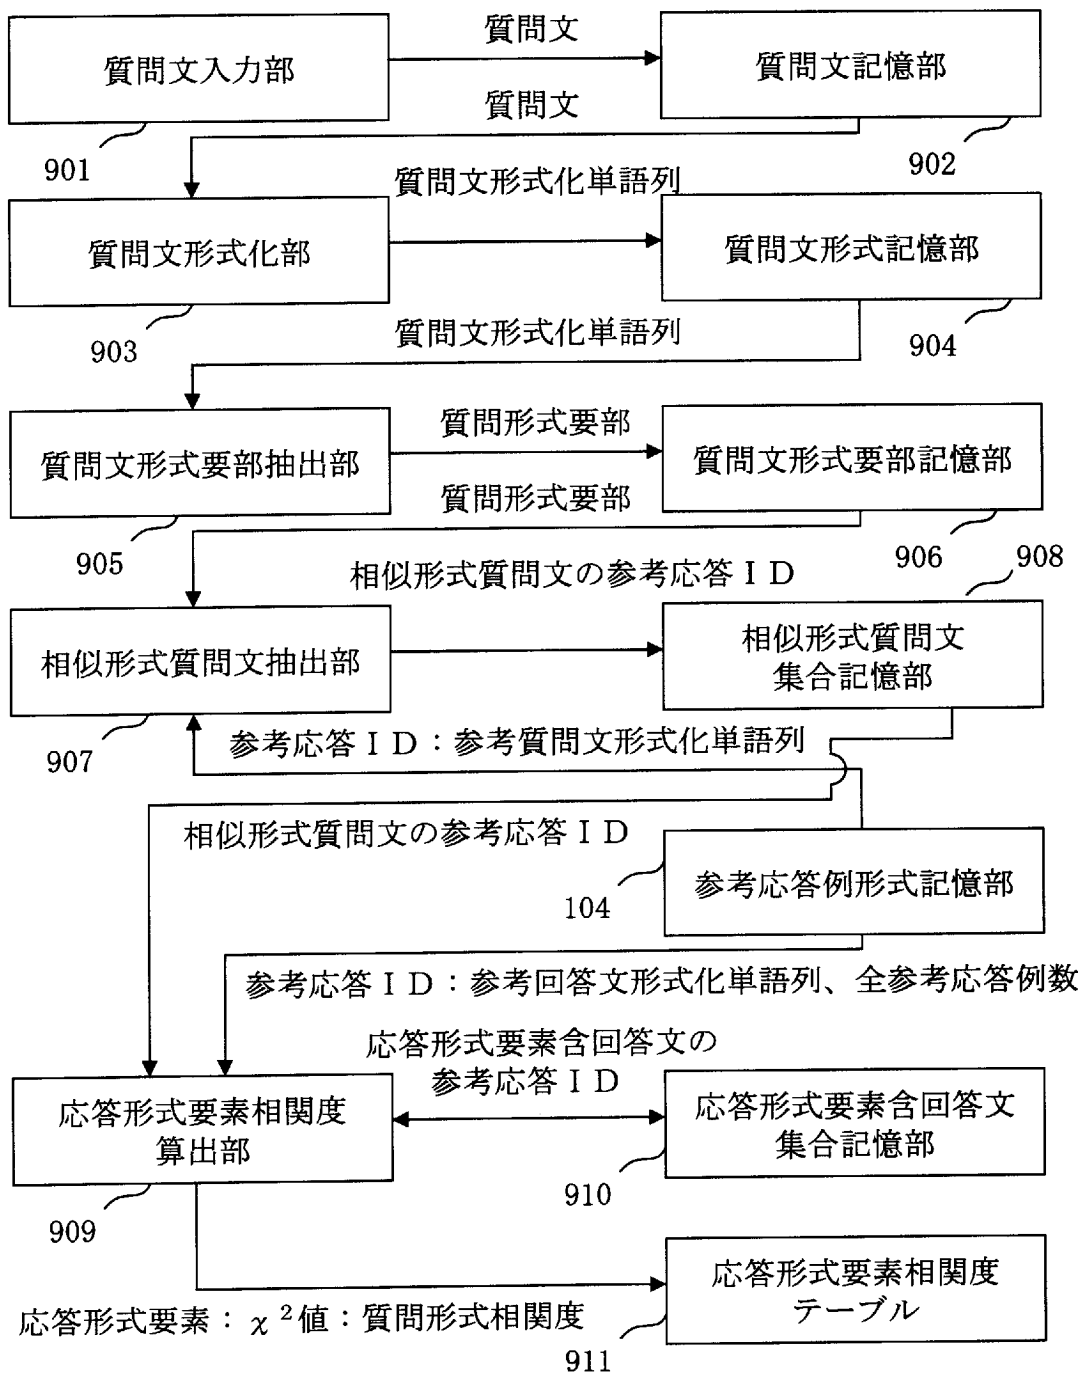 質問文
質問文入力部
質問文記憶部
質問文
901
902
質問文形式化単語列
質問文形式化部
質問文形式記憶部
903
質問文形式化単語列
904
質問形式要部
質問文形式要部抽出部
質問文形式要部記憶部
質問形式要部
905
906
908
相似形式質問文の参考応答ＩＤ
相似形式質問文抽出部
相似形式質問文
集合記憶部
907
参考応答ＩＤ：参考質問文形式化単語列
相似形式質問文の参考応答ＩＤ
104
参考応答例形式記憶部
参考応答ＩＤ：参考回答文形式化単語列、全参考応答例数
応答形式要素含回答文の
参考応答ＩＤ
応答形式要素相関度
算出部
応答形式要素含回答文
集合記憶部
910
909
応答形式要素相関度
テーブル
応答形式要素：χ²値：質問形式相関度
911